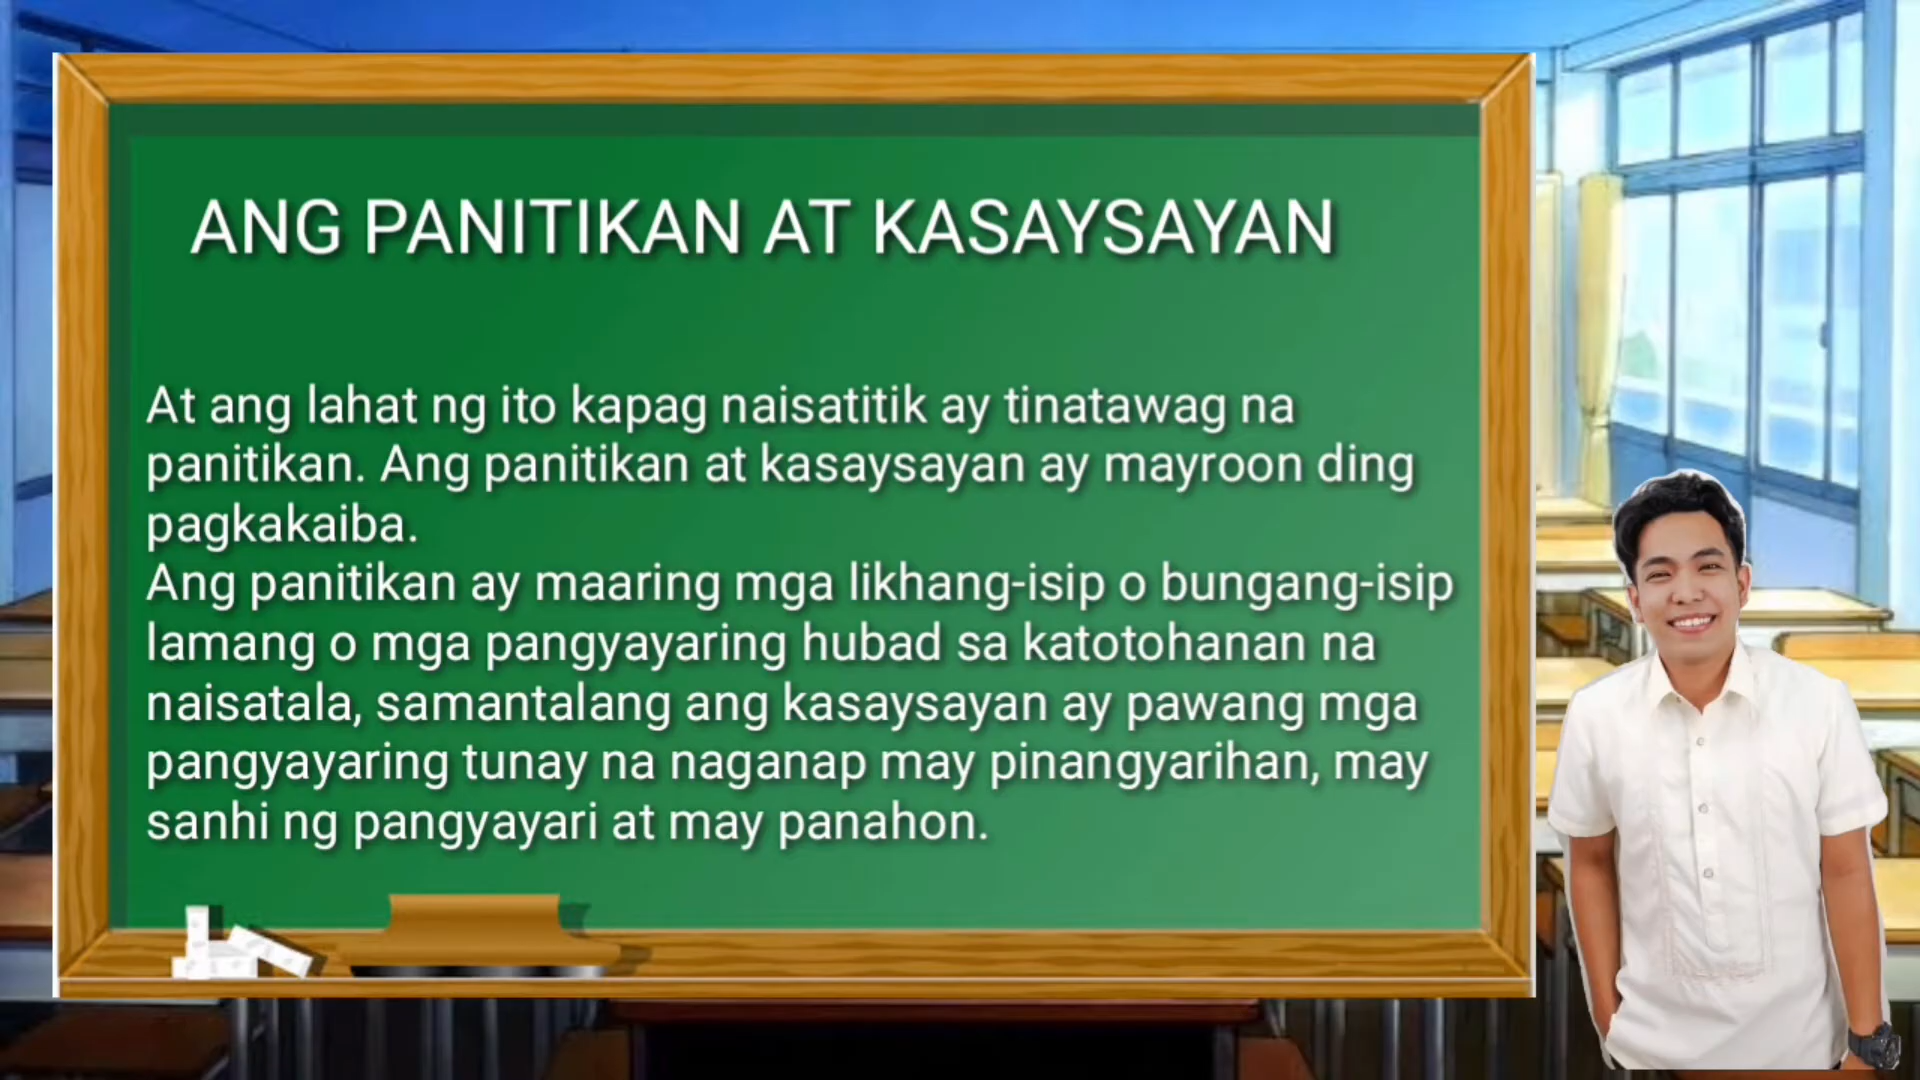 ANG PANITIKAN AT KASAYSAYAN
At ang lahat ng ito kapag naisatitik ay tinatawag na
panitikan. Ang panitikan at kasaysayan ay mayroon ding
pagkakaiba.
Ang panitikan ay maaring mga likhang-isip o bungang-isip
lamang o mga pangyayaring hubad sa katotohanan na
naisatala, samantalang ang kasaysayan ay pawang mga
pangyayaring tunay na naganap may pinangyarihan, may
sanhi ng pangyayari at may panahon.